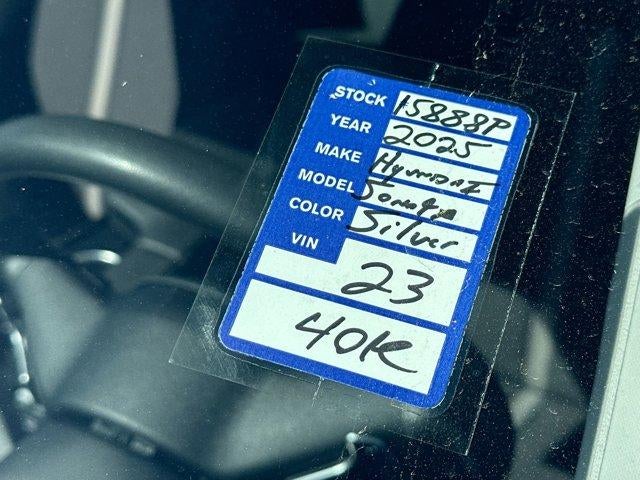 STOCK 15888P
YEAR 2025
MAKE Hyundai
MODEL Sonata
COLOR Silver
VIN
23
40K